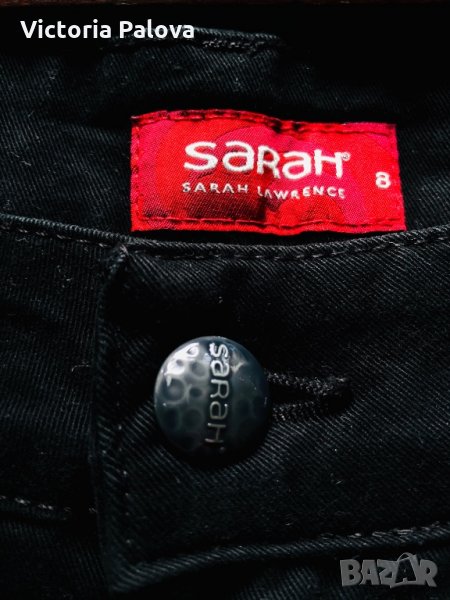 Victoria Palova
SARAH®
SARAH LAWRENCE
8
SARAH
BAZAR